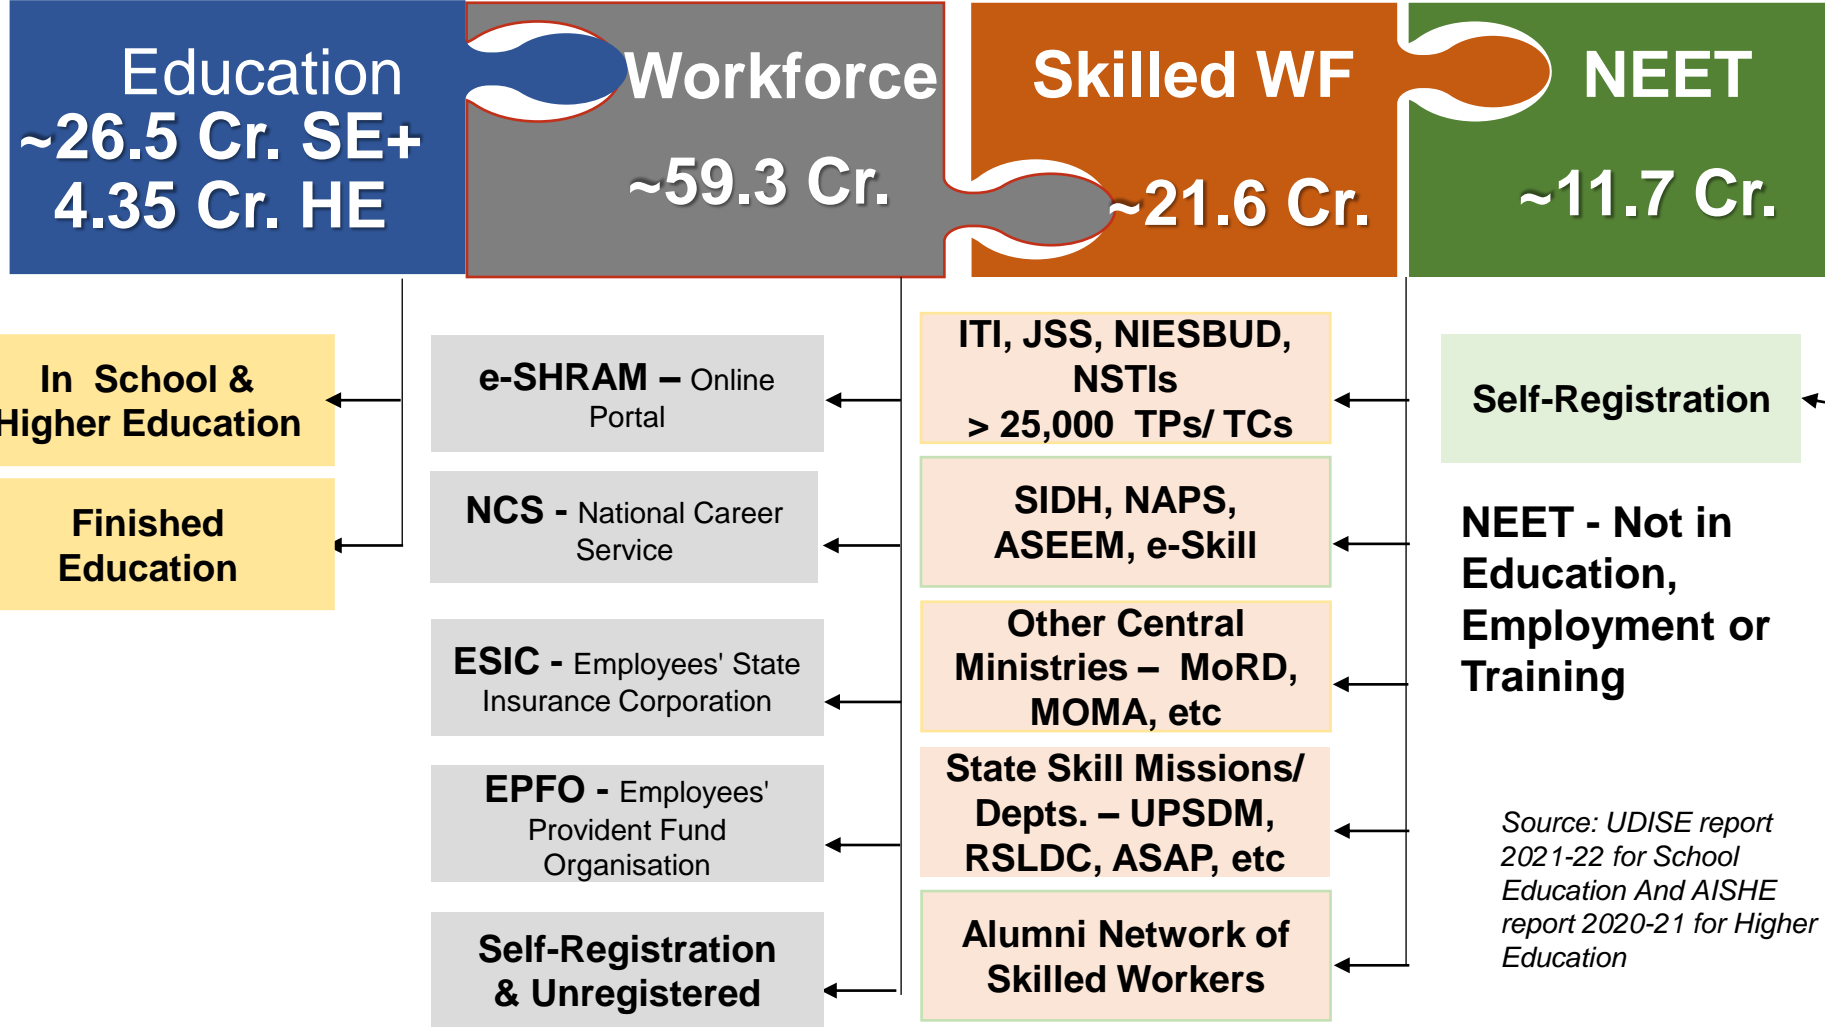 Education
~26.5 Cr. SE+
4.35 Cr. HE
Workforce
~59.3 Cr.
Skilled WF
~21.6 Cr.
NEET
~11.7 Cr.
In School &
Higher Education
Finished
Education
e-SHRAM – Online
Portal
NCS - National Career
Service
ESIC - Employees' State
Insurance Corporation
EPFO - Employees'
Provident Fund
Organisation
Self-Registration
& Unregistered
ITI, JSS, NIESBUD,
NSTIs
> 25,000 TPs/ TCs
SIDH, NAPS,
ASEEM, e-Skill
Other Central
Ministries – MoRD,
MOMA, etc
State Skill Missions/
Depts. – UPSDM,
RSLDC, ASAP, etc
Alumni Network of
Skilled Workers
Self-Registration
NEET - Not in
Education,
Employment or
Training
Source: UDISE report
2021-22 for School
Education And AISHE
report 2020-21 for Higher
Education